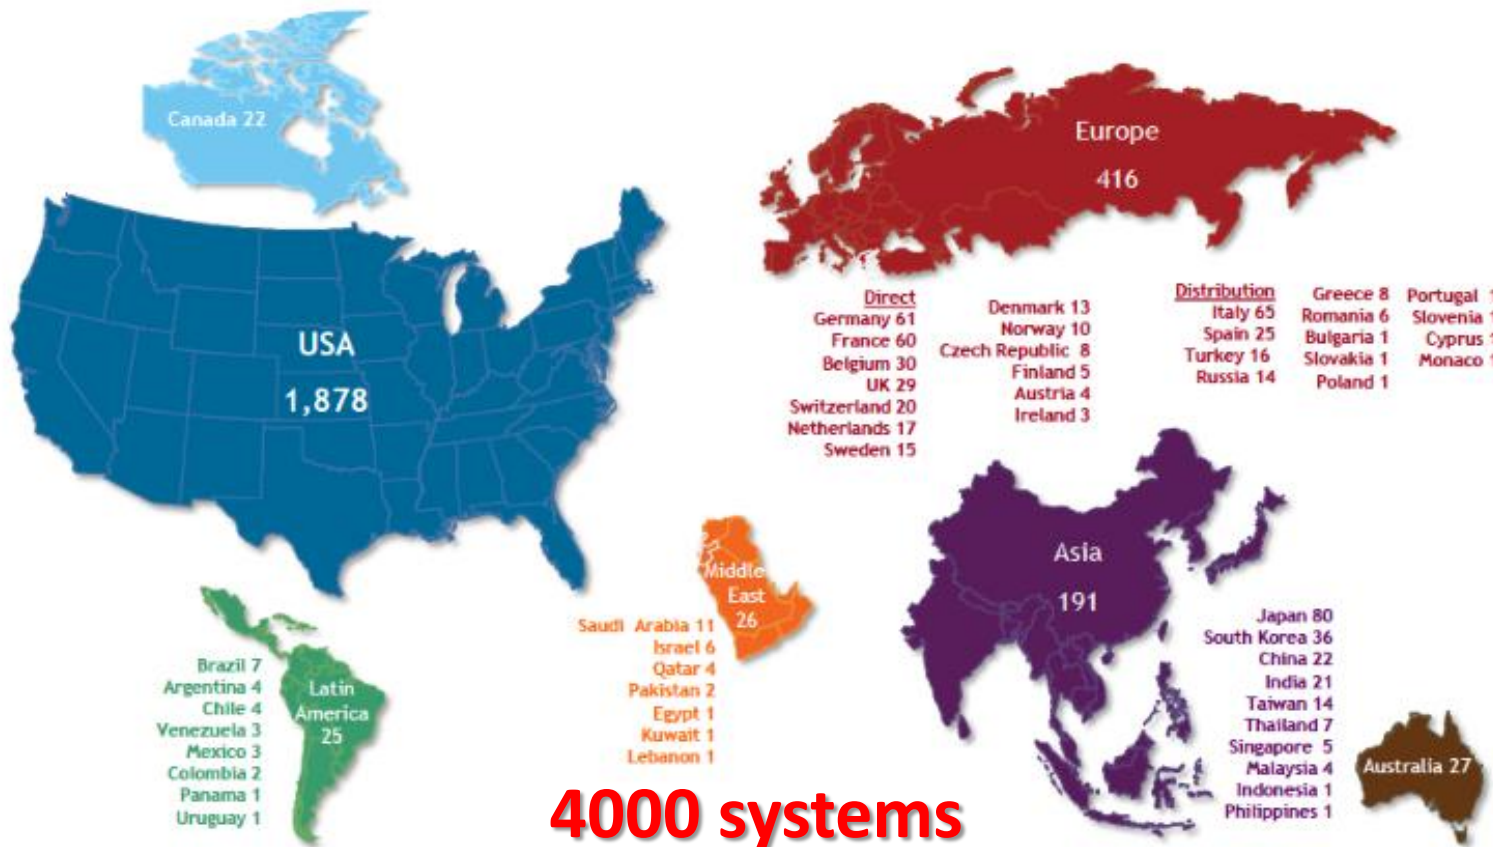 Canada 22
USA
1,878
Europe
416
Direct
Germany 61
France 60
Belgium 30
UK 29
Switzerland 20
Netherlands 17
Sweden 15
Denmark 13
Norway 10
Czech Republic 8
Finland 5
Austria 4
Ireland 3
Distribution
Italy 65
Spain 25
Turkey 16
Russia 14
Greece 8
Romania 6
Bulgaria 1
Slovakia 1
Poland 1
Portugal 1
Slovenia 1
Cyprus 1
Monaco 1
Latin
America
25
Brazil 7
Argentina 4
Chile 4
Venezuela 3
Mexico 3
Colombia 2
Panama 1
Uruguay 1
Middle
East
26
Saudi Arabia 11
Israel 6
Qatar 4
Pakistan 2
Egypt 1
Kuwait 1
Lebanon 1
Asia
191
Japan 80
South Korea 36
China 22
India 21
Taiwan 14
Thailand 7
Singapore 5
Malaysia 4
Indonesia 1
Philippines 1
Australia 27
4000 systems